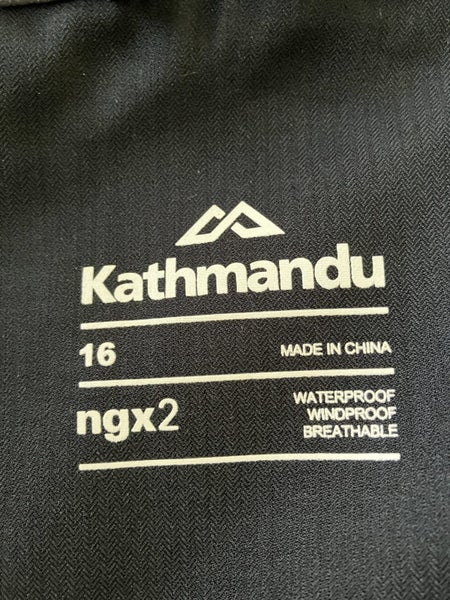 Kathmandu
16 MADE IN CHINA
ngx2 WATERPROOF
WINDPROOF
BREATHABLE